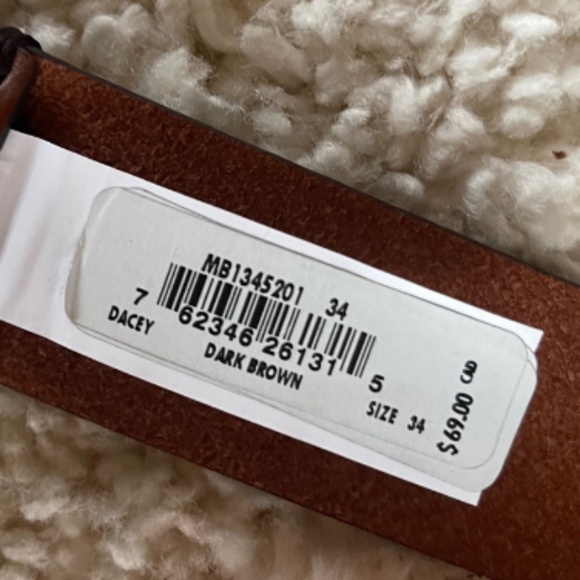 MB1345201 34
7 62346 26131 5
DACEY
DARK BROWN
SIZE 34
$ 69.00 CAD